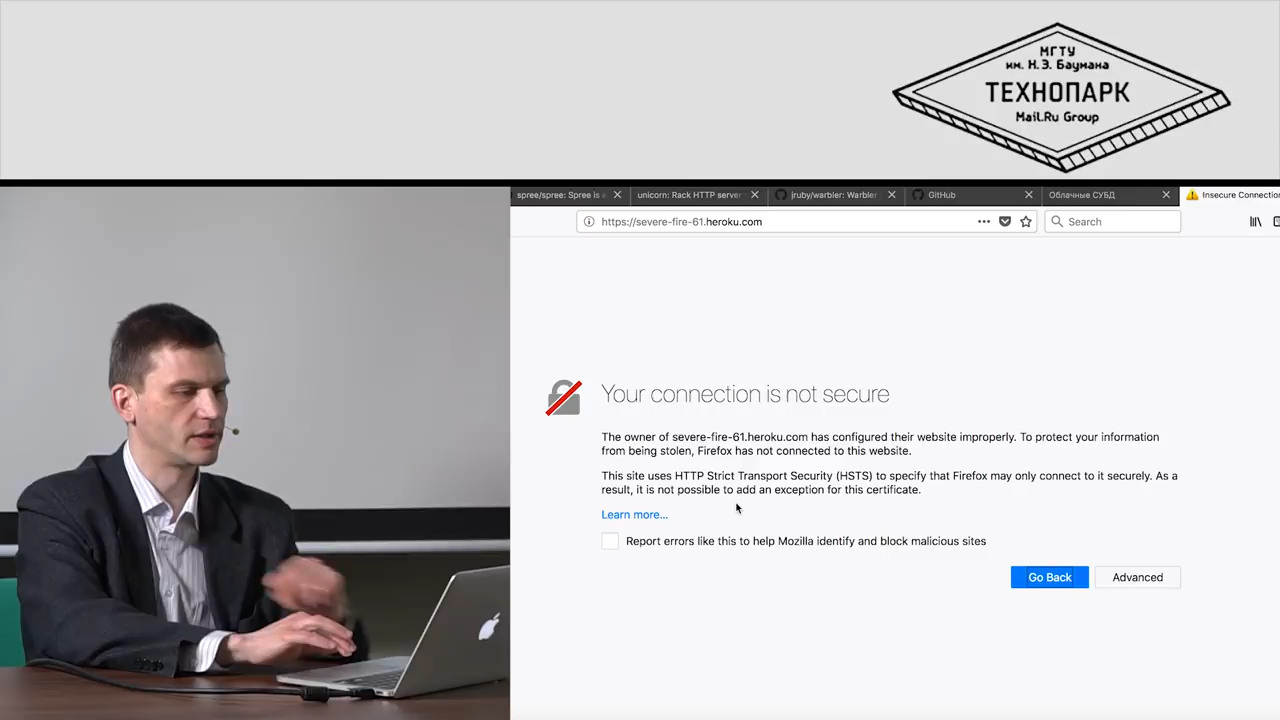 МГТУ
им. Н.Э. Баумана
ТЕХНОПАРК
Mail.Ru Group
spree/spree: Spree is
unicorn: Rack HTTP server
jruby/warbler: Warbler
GitHub
Облачные СУБД
Insecure Connection
https://severe-fire-61.heroku.com
Search
Your connection is not secure
The owner of severe-fire-61.heroku.com has configured their website improperly. To protect your information
from being stolen, Firefox has not connected to this website.
This site uses HTTP Strict Transport Security (HSTS) to specify that Firefox may only connect to it securely. As a
result, it is not possible to add an exception for this certificate.
Learn more...
Report errors like this to help Mozilla identify and block malicious sites
Go Back
Advanced